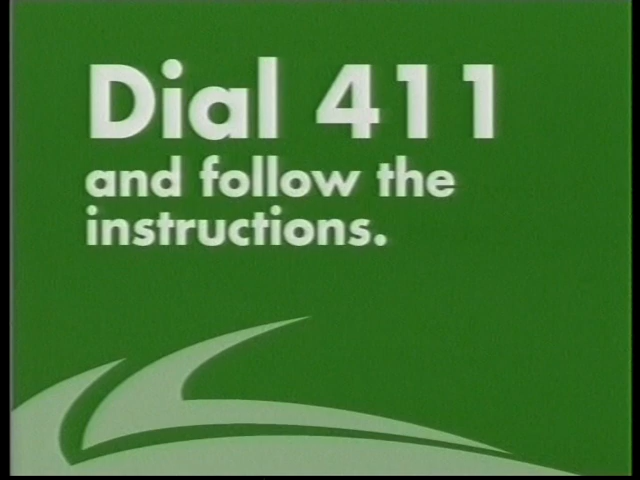 Dial 411
and follow the
instructions.